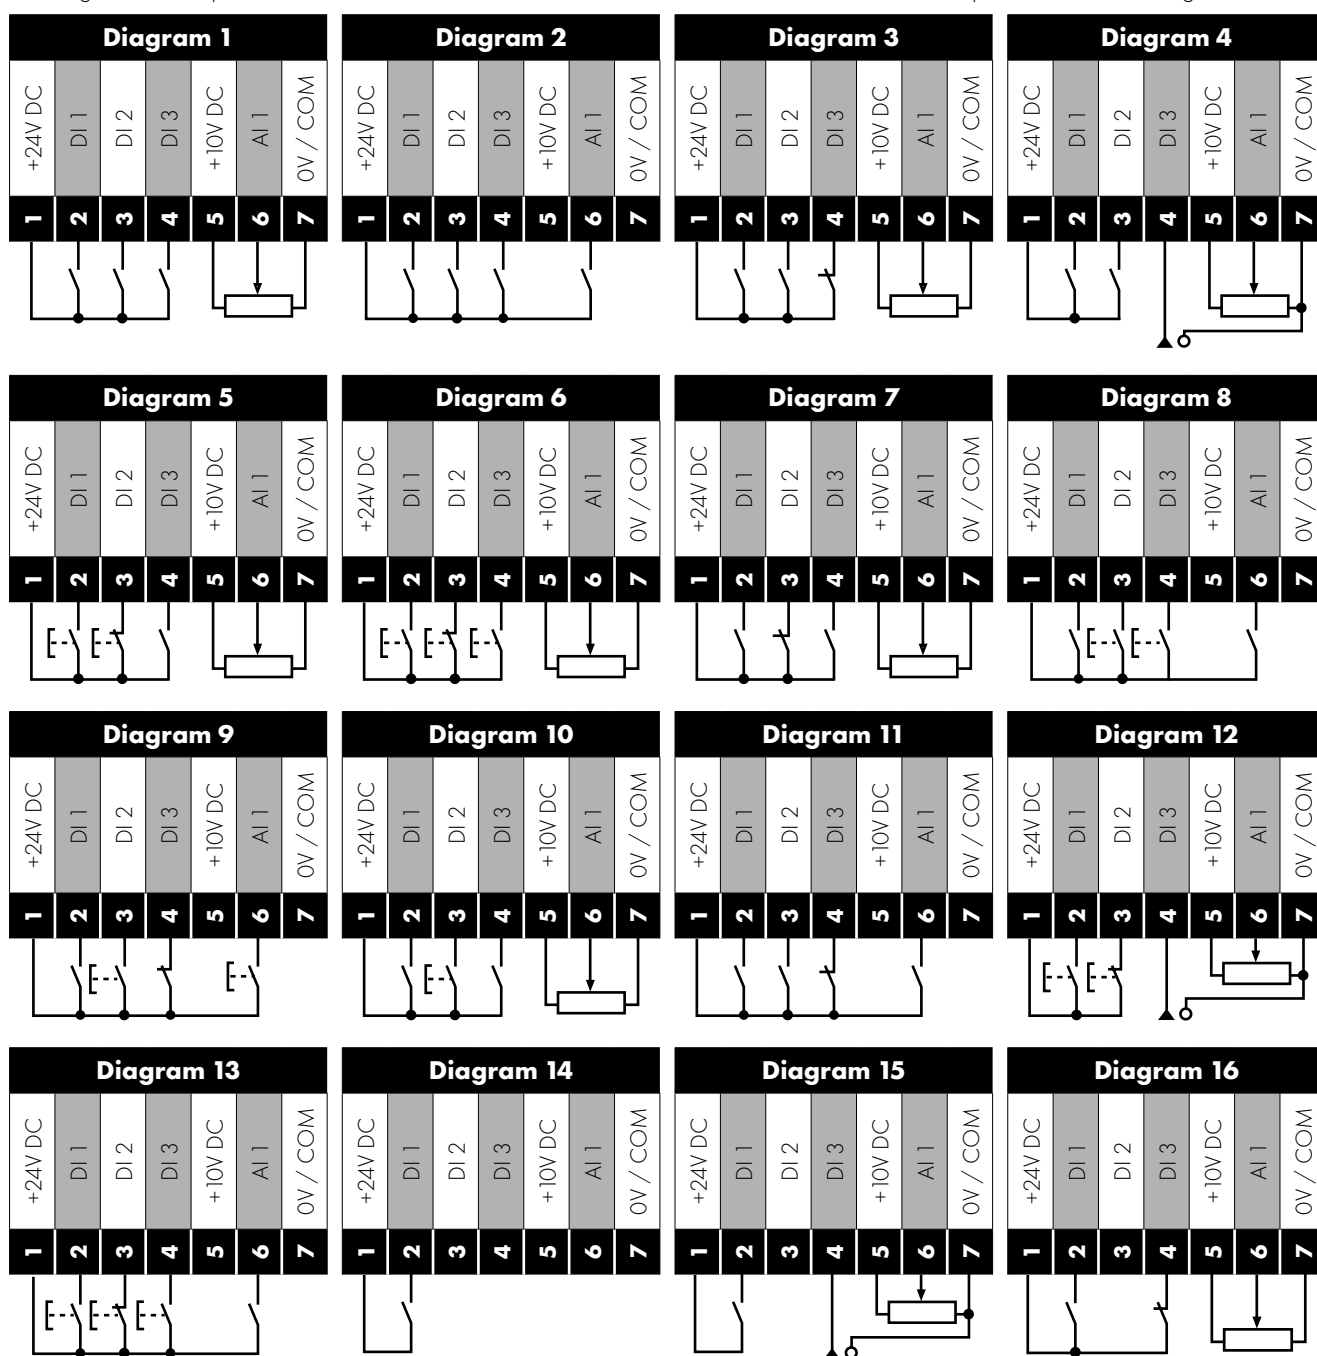 Diagram 1
+24V DC DI 1 DI 2 DI 3 +10V DC AI 1 0V / COM
1 2 3 4 5 6 7
Diagram 2
+24V DC DI 1 DI 2 DI 3 +10V DC AI 1 0V / COM
1 2 3 4 5 6 7
Diagram 3
+24V DC DI 1 DI 2 DI 3 +10V DC AI 1 0V / COM
1 2 3 4 5 6 7
Diagram 4
+24V DC DI 1 DI 2 DI 3 +10V DC AI 1 0V / COM
1 2 3 4 5 6 7
Diagram 5
+24V DC DI 1 DI 2 DI 3 +10V DC AI 1 0V / COM
1 2 3 4 5 6 7
Diagram 6
+24V DC DI 1 DI 2 DI 3 +10V DC AI 1 0V / COM
1 2 3 4 5 6 7
Diagram 7
+24V DC DI 1 DI 2 DI 3 +10V DC AI 1 0V / COM
1 2 3 4 5 6 7
Diagram 8
+24V DC DI 1 DI 2 DI 3 +10V DC AI 1 0V / COM
1 2 3 4 5 6 7
Diagram 9
+24V DC DI 1 DI 2 DI 3 +10V DC AI 1 0V / COM
1 2 3 4 5 6 7
Diagram 10
+24V DC DI 1 DI 2 DI 3 +10V DC AI 1 0V / COM
1 2 3 4 5 6 7
Diagram 11
+24V DC DI 1 DI 2 DI 3 +10V DC AI 1 0V / COM
1 2 3 4 5 6 7
Diagram 12
+24V DC DI 1 DI 2 DI 3 +10V DC AI 1 0V / COM
1 2 3 4 5 6 7
Diagram 13
+24V DC DI 1 DI 2 DI 3 +10V DC AI 1 0V / COM
1 2 3 4 5 6 7
Diagram 14
+24V DC DI 1 DI 2 DI 3 +10V DC AI 1 0V / COM
1 2 3 4 5 6 7
Diagram 15
+24V DC DI 1 DI 2 DI 3 +10V DC AI 1 0V / COM
1 2 3 4 5 6 7
Diagram 16
+24V DC DI 1 DI 2 DI 3 +10V DC AI 1 0V / COM
1 2 3 4 5 6 7